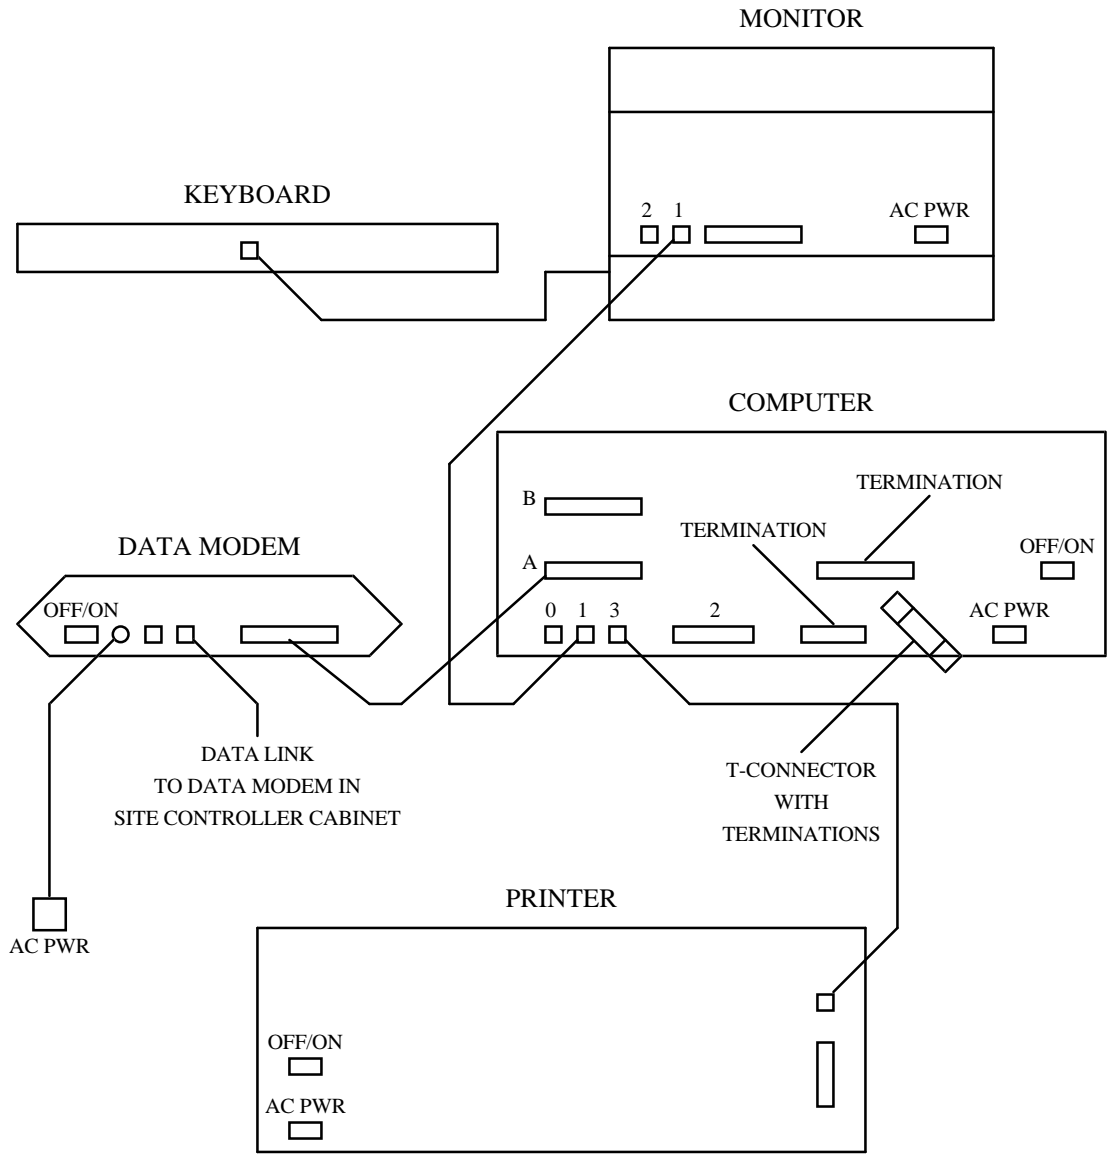 MONITOR
KEYBOARD
2 1
AC PWR
COMPUTER
B
TERMINATION
TERMINATION
DATA MODEM
A
OFF/ON
OFF/ON
0 1 3 2
AC PWR
DATA LINK
TO DATA MODEM IN
SITE CONTROLLER CABINET
T-CONNECTOR
WITH
TERMINATIONS
PRINTER
AC PWR
OFF/ON
AC PWR